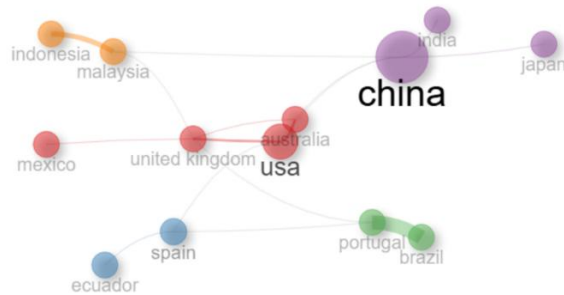 india
indonesia
japan
malaysia
china
australia
mexico
united kingdom
usa
portugal
spain
brazil
ecuador